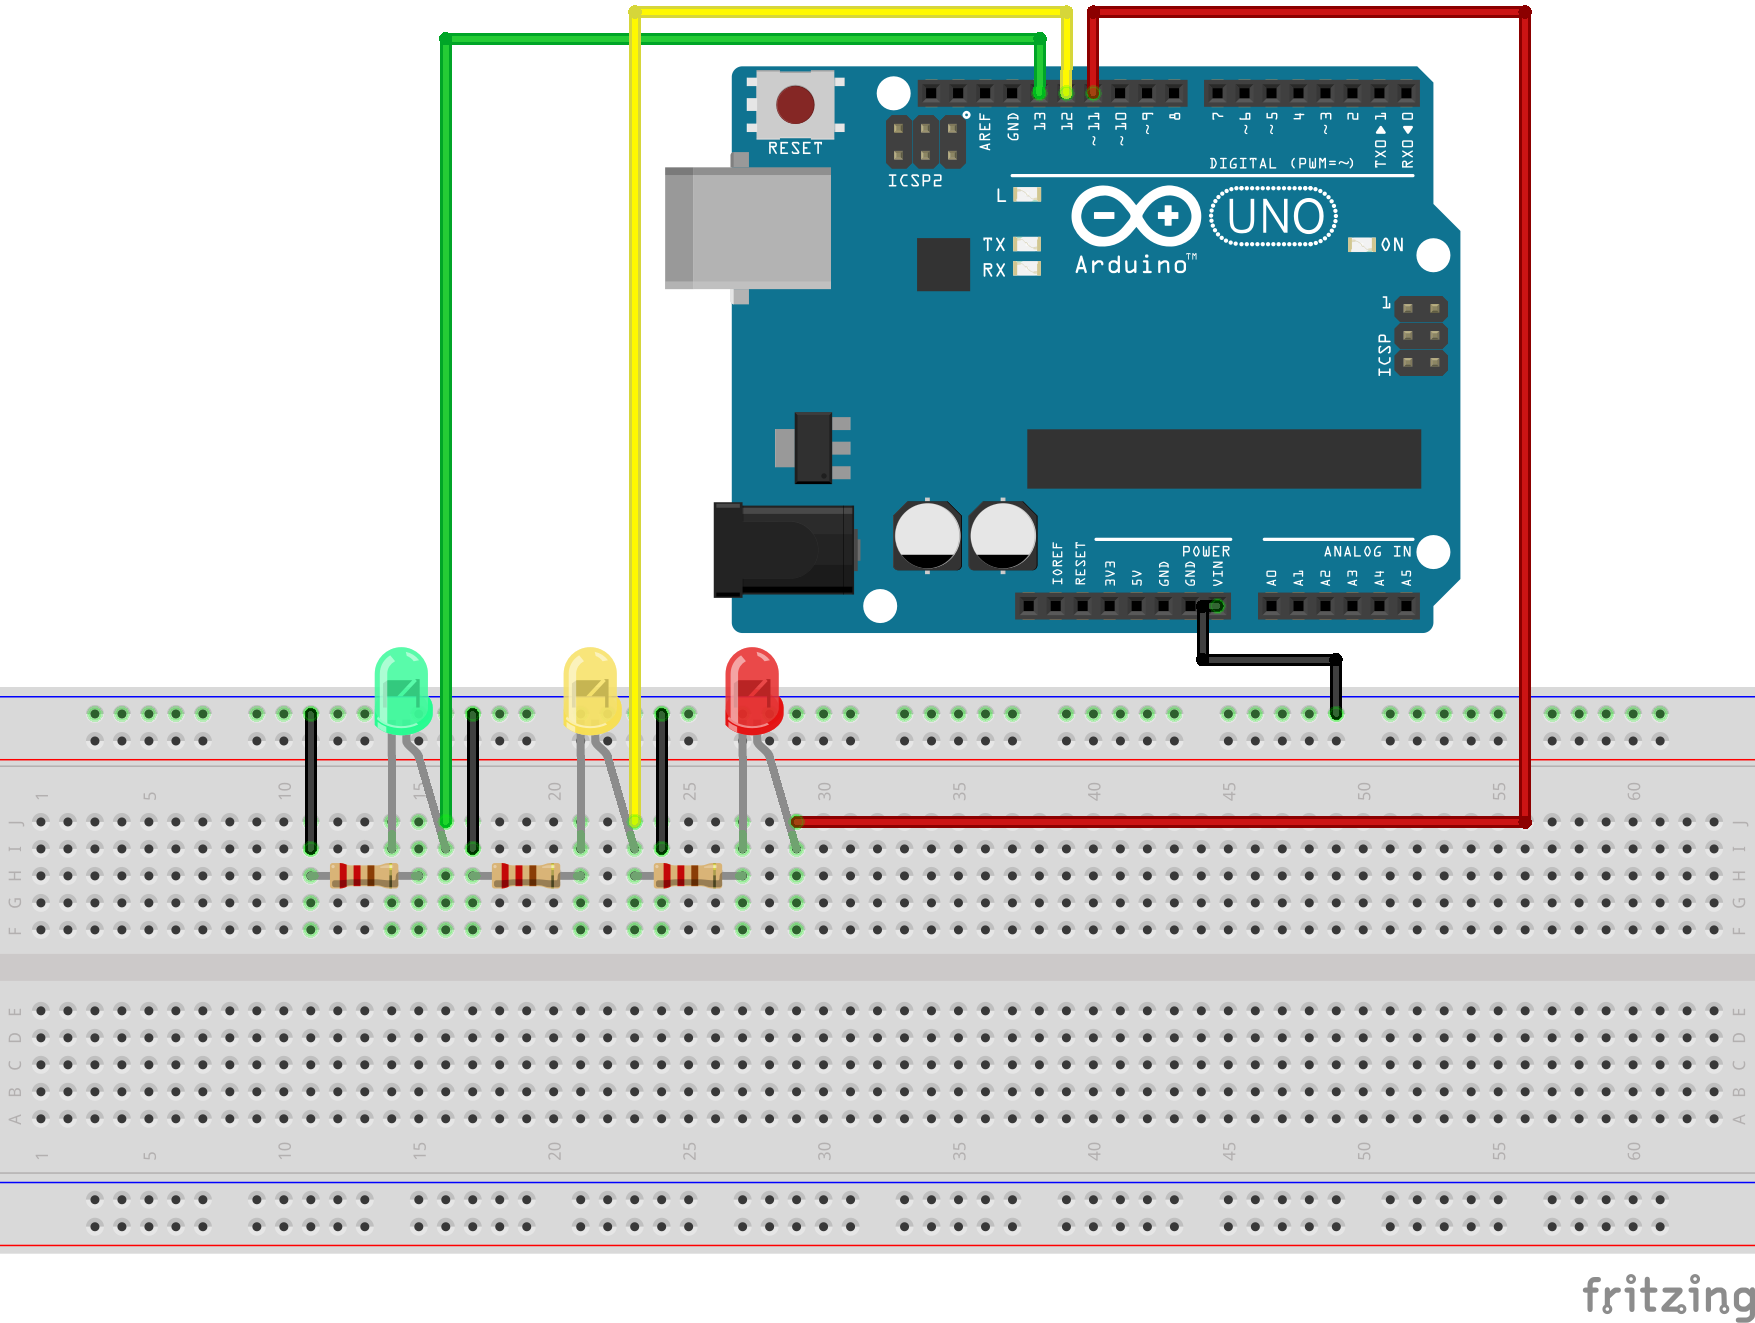 RESET
ICSP2
AREF
GND
13
12
~11
~10
~9
8
7
~6
~5
4
~3
2
TX0▶1
RX0◀0
DIGITAL (PWM=~)
L
TX
RX
UNO
Arduino™
ON
1
ICSP
POWER
ANALOG IN
IOREF
RESET
3V3
5V
GND
GND
VIN
A0
A1
A2
A3
A4
A5
1 5 10 15 20 25 30 35 40 45 50 55 60
J J
I I
H H
G G
F F
E E
D D
C C
B B
A A
1 5 10 15 20 25 30 35 40 45 50 55 60
fritzing